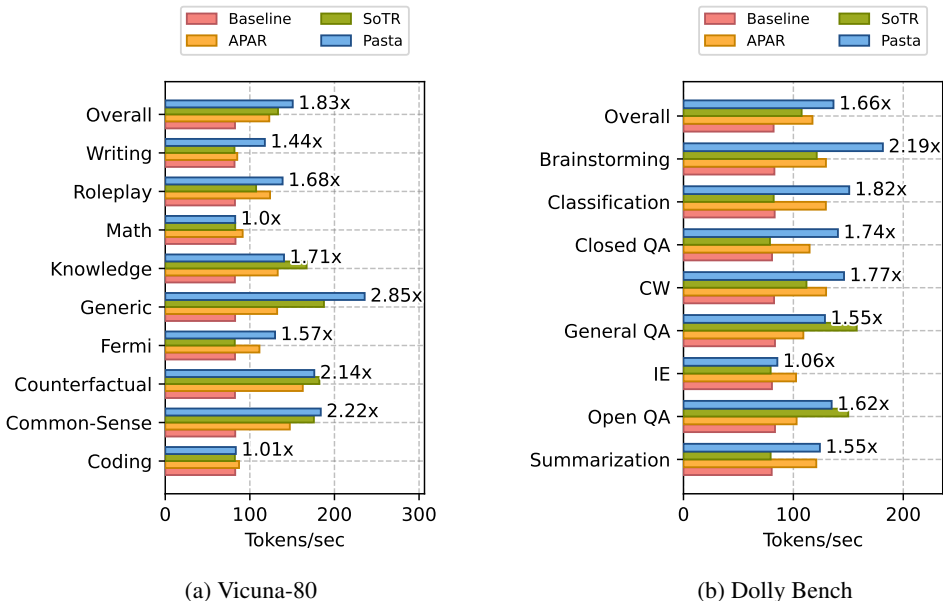 Baseline SoTR
APAR Pasta
Overall 1.83x
Writing 1.44x
Roleplay 1.68x
Math 1.0x
Knowledge 1.71x
Generic 2.85x
Fermi 1.57x
Counterfactual 2.14x
Common-Sense 2.22x
Coding 1.01x
0 100 200 300
Tokens/sec
(a) Vicuna-80
Baseline SoTR
APAR Pasta
Overall 1.66x
Brainstorming 2.19x
Classification 1.82x
Closed QA 1.74x
CW 1.77x
General QA 1.55x
IE 1.06x
Open QA 1.62x
Summarization 1.55x
0 100 200
Tokens/sec
(b) Dolly Bench